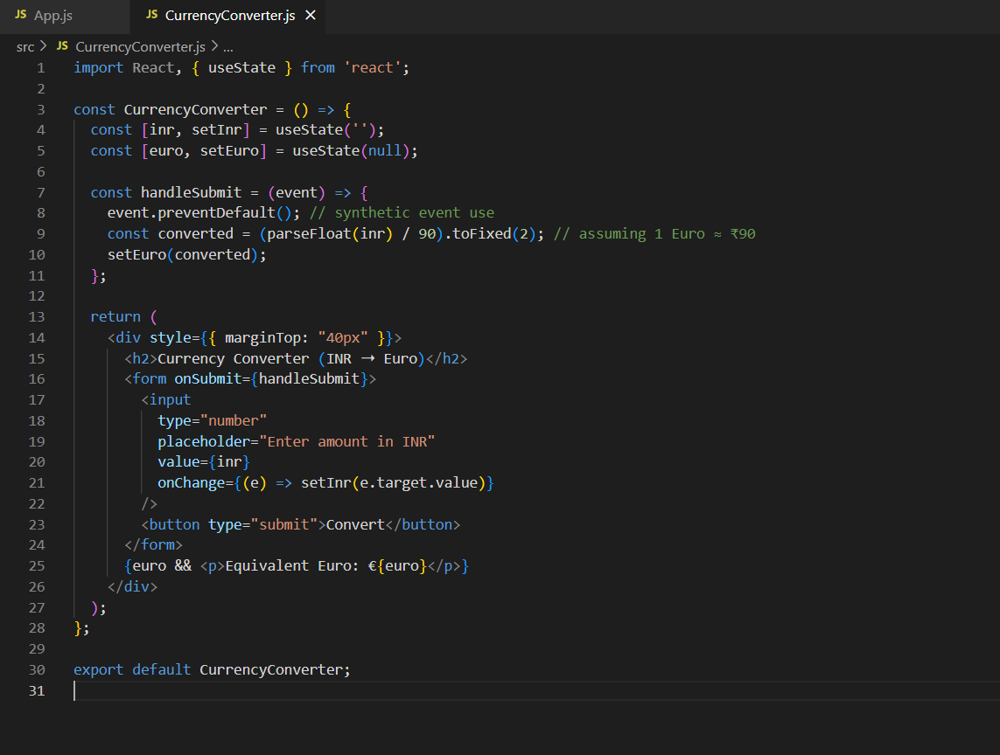 JS App.js JS CurrencyConverter.js ✕
src > JS CurrencyConverter.js > ...
1 import React, { useState } from 'react';
2
3 const CurrencyConverter = () => {
4   const [inr, setInr] = useState('');
5   const [euro, setEuro] = useState(null);
6
7   const handleSubmit = (event) => {
8     event.preventDefault(); // synthetic event use
9     const converted = (parseFloat(inr) / 90).toFixed(2); // assuming 1 Euro ≈ ₹90
10     setEuro(converted);
11   };
12
13   return (
14     <div style={{ marginTop: "40px" }}>
15       <h2>Currency Converter (INR → Euro)</h2>
16       <form onSubmit={handleSubmit}>
17         <input
18           type="number"
19           placeholder="Enter amount in INR"
20           value={inr}
21           onChange={(e) => setInr(e.target.value)}
22         />
23         <button type="submit">Convert</button>
24       </form>
25       {euro && <p>Equivalent Euro: €{euro}</p>}
26     </div>
27   );
28 };
29
30 export default CurrencyConverter;
31